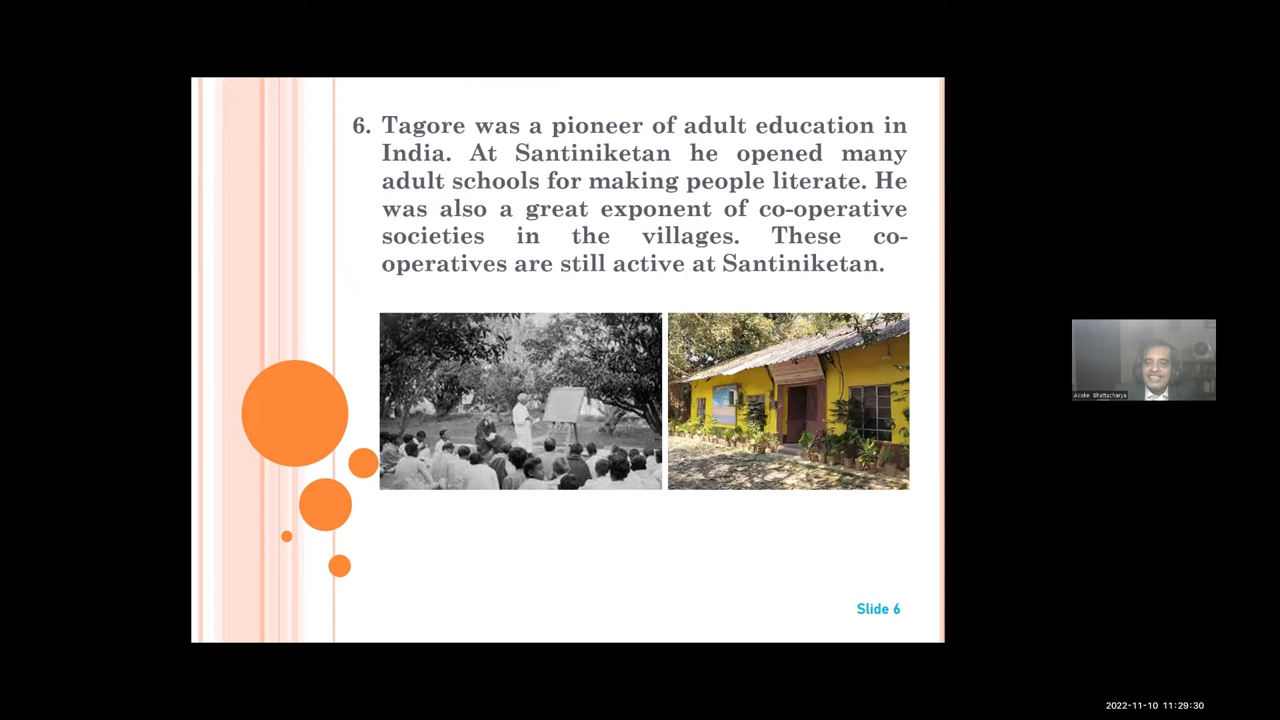 6. Tagore was a pioneer of adult education in
India. At Santiniketan he opened many
adult schools for making people literate. He
was also a great exponent of co-operative
societies in the villages. These co-
operatives are still active at Santiniketan.
Asoke Bhattacharya
Slide 6
2022-11-10 11:29:30